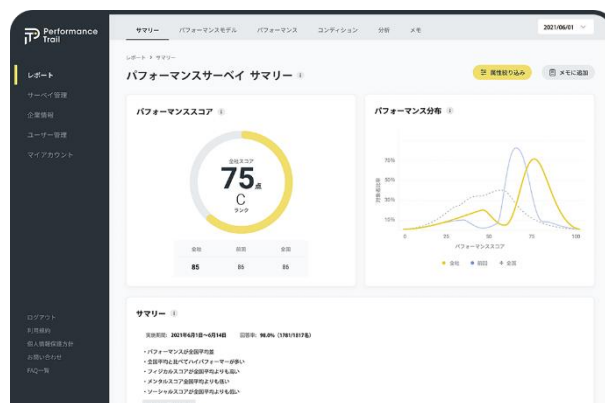 Performance
Trail
サマリー パフォーマンスモデル パフォーマンス コンディション 分析 メモ
2021/06/01
レポート
サーベイ管理
企業情報
ユーザー管理
マイアカウント
ログアウト
利用規約
個人情報保護方針
お問い合わせ
FAQ一覧
レポート > サマリー
パフォーマンスサーベイ サマリー
属性絞り込み
メモに追加
パフォーマンススコア
会社スコア
75点
C
ランク
会社 前回 全国
85 85 85
パフォーマンス分布
対象者比率
70%
50%
30%
10%
0 25 50 75 100
パフォーマンススコア
会社 前回 全国
サマリー
実施期間: 2021年6月1日〜6月14日 回答率: 98.0% (1781/1817名)
・パフォーマンスが全国平均並
・全国平均と比べてハイパフォーマーが多い
・フィジカルスコアが全国平均よりも高い
・メンタルスコア全国平均よりも低い
・ソーシャルスコアが全国平均よりも低い